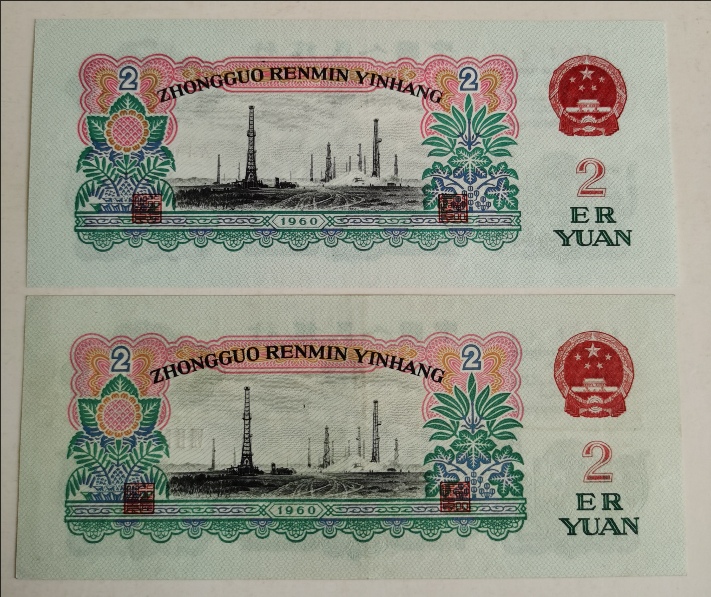 2 2
ZHONGGUO RENMIN YINHANG
1960
2
ER
YUAN
2 2
ZHONGGUO RENMIN YINHANG
1960
2
ER
YUAN